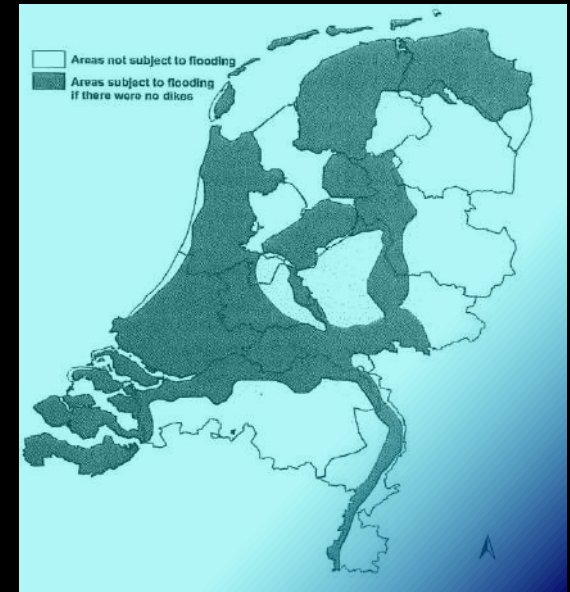 Areas not subject to flooding
Areas subject to flooding
if there were no dikes